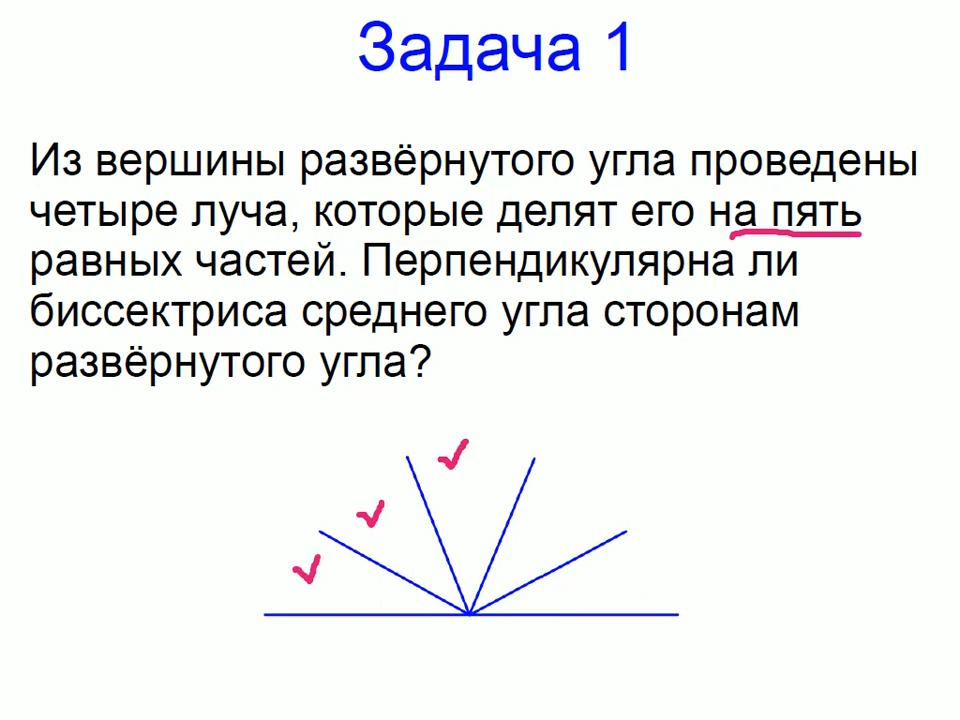 Задача 1
Из вершины развёрнутого угла проведены
четыре луча, которые делят его на пять
равных частей. Перпендикулярна ли
биссектриса среднего угла сторонам
развёрнутого угла?